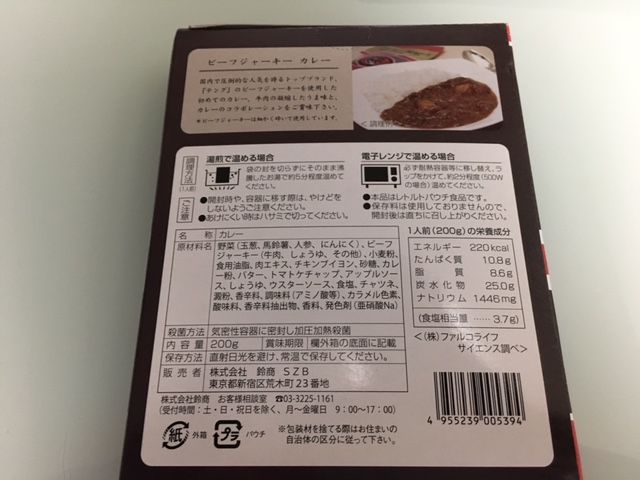 ビーフジャーキー カレー
国内で圧倒的な人気を誇るトップブランド、
『テング』のビーフジャーキーを使用した
初めてのカレー。牛肉の凝縮したうま味と、
カレーのコラボレーションをご賞味下さい。
※ビーフジャーキーは細かく砕いて使用しています。
＜調理例＞
調理方法
(1人前)
湯煎で温める場合
袋の封を切らずにそのまま沸
騰したお湯で約5分程度温めて
ください。
電子レンジで温める場合
必ず耐熱容器等に移し替え、ラ
ップをかけて、約2分程度(500W
の場合)温めてください。
ご注意
●開封時や、容器に移す際は、やけどを
しないようご注意ください。
●あけにくい時はハサミで切ってください。
●本品はレトルトパウチ食品です。
●保存料は使用しておりませんので、
開封後は直ちに召し上がりください。
名称 カレー
原材料名 野菜(玉葱、馬鈴薯、人参、にんにく)、ビーフ
ジャーキー(牛肉、しょうゆ、その他)、小麦粉、
食用油脂、肉エキス、チキンブイヨン、砂糖、カレ
ー粉、バター、トマトケチャップ、アップルソー
ス、しょうゆ、ウスターソース、食塩、チャツネ、
澱粉、香辛料、調味料(アミノ酸等)、カラメル色素、
酸味料、香辛料抽出物、香料、発色剤(亜硝酸Na)
殺菌方法 気密性容器に密封し加圧加熱殺菌
内容量 200g 賞味期限 欄外箱の底面に記載
保存方法 直射日光を避け、常温で保存してください。
販売者 株式会社 鈴商 SZB
東京都新宿区荒木町23番地
1人前(200g)の栄養成分
エネルギー 220kcal
たんぱく質 10.8g
脂質 8.6g
炭水化物 25.0g
ナトリウム 1446mg
(食塩相当量 …… 3.7g)
＜(株)ファルコライフ
サイエンス調べ＞
株式会社鈴商 お客様相談室 ☎03-3225-1161
(受付時間：土・日・祝日を除く、月～金曜日 9：00～17：00)
紙 外箱
プラ パウチ
※包装材を捨てる際はお住まいの
自治体の区分に従って下さい。
4955239005394